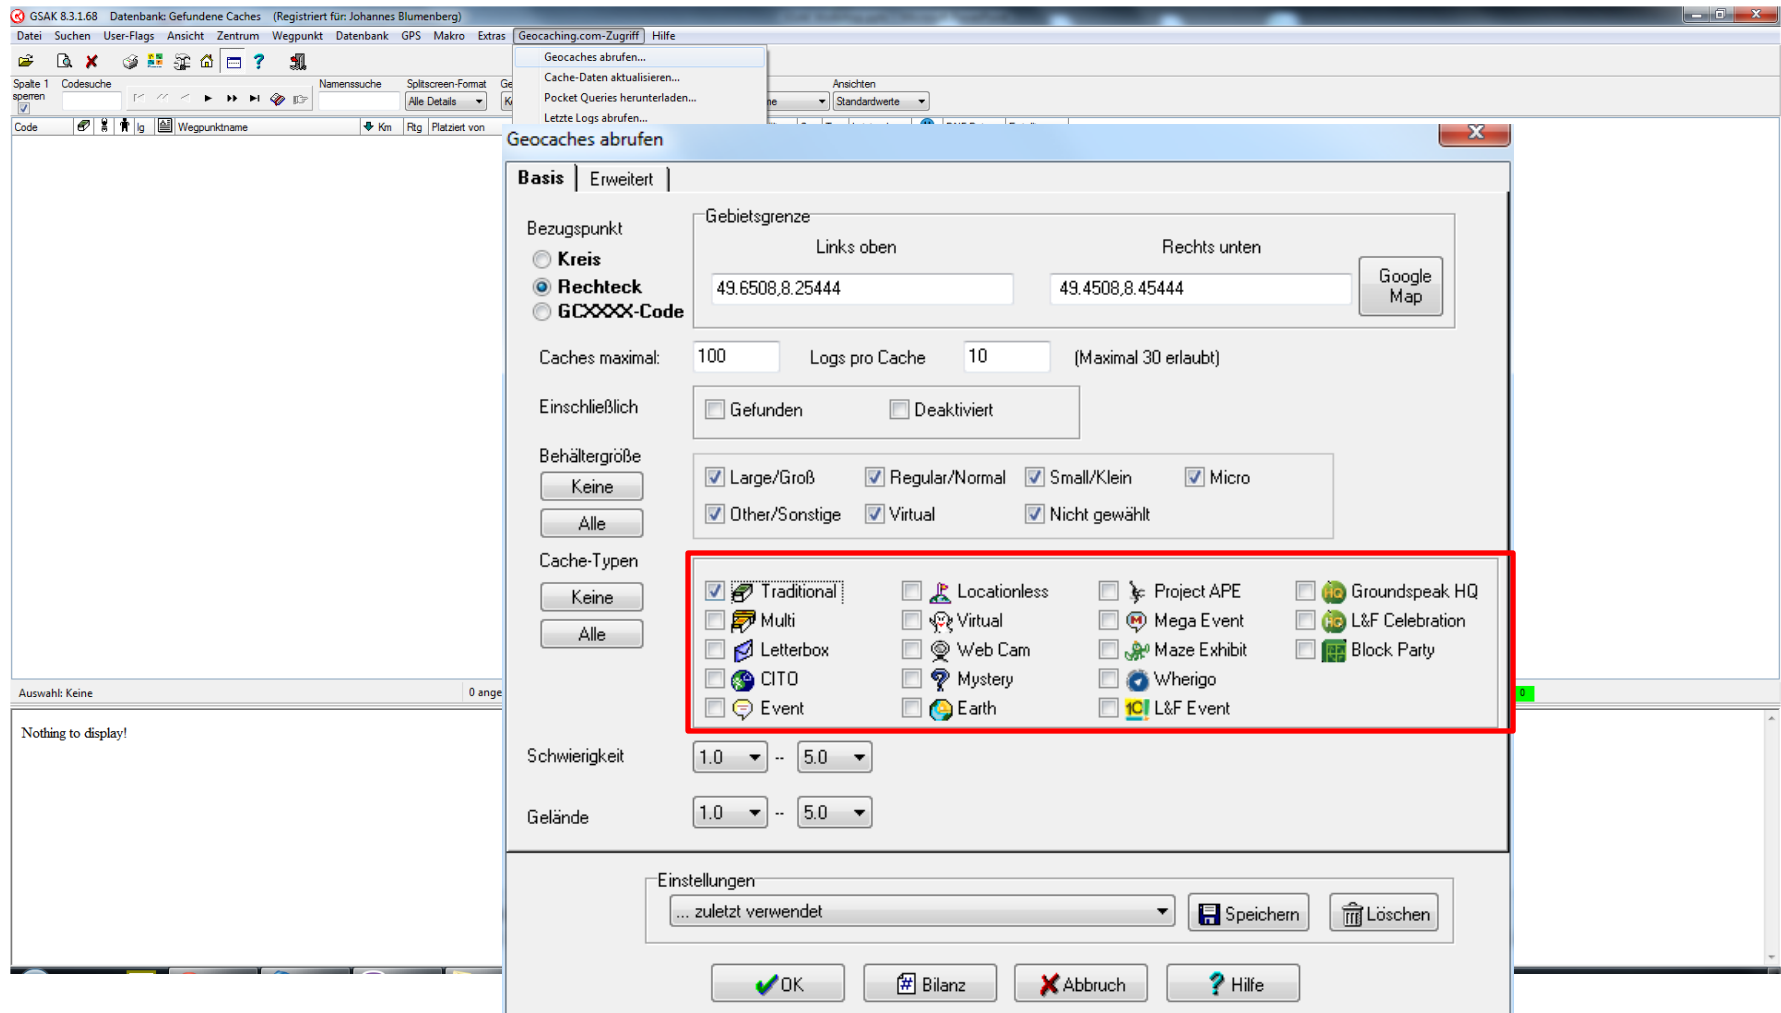 GSAK 8.3.1.68 Datenbank: Gefundene Caches (Registriert für: Johannes Blumenberg)
Datei Suchen User-Flags Ansicht Zentrum Wegpunkt Datenbank GPS Makro Extras Geocaching.com-Zugriff Hilfe
Geocaches abrufen...
Cache-Daten aktualisieren...
Pocket Queries herunterladen...
Letzte Logs abrufen...
Spalte 1 sperren Codesuche Namenssuche Splitscreen-Format Ansichten
Alle Details Standardwerte
Code lg Wegpunktname Km Rtg Platziert von
Geocaches abrufen
Basis Erweitert
Bezugspunkt
Kreis
Rechteck
GCXXXX-Code
Gebietsgrenze
Links oben Rechts unten
49.6508,8.25444 49.4508,8.45444
Google Map
Caches maximal: 100 Logs pro Cache 10 (Maximal 30 erlaubt)
Einschließlich Gefunden Deaktiviert
Behältergröße
Keine
Alle
Large/Groß Regular/Normal Small/Klein Micro
Other/Sonstige Virtual Nicht gewählt
Cache-Typen
Keine
Alle
Traditional Locationless Project APE Groundspeak HQ
Multi Virtual Mega Event L&F Celebration
Letterbox Web Cam Maze Exhibit Block Party
CITO Mystery Wherigo
Event Earth L&F Event
Schwierigkeit 1.0 -- 5.0
Gelände 1.0 -- 5.0
Einstellungen
... zuletzt verwendet Speichern Löschen
OK Bilanz Abbruch Hilfe
Auswahl: Keine 0 ange
0
Nothing to display!